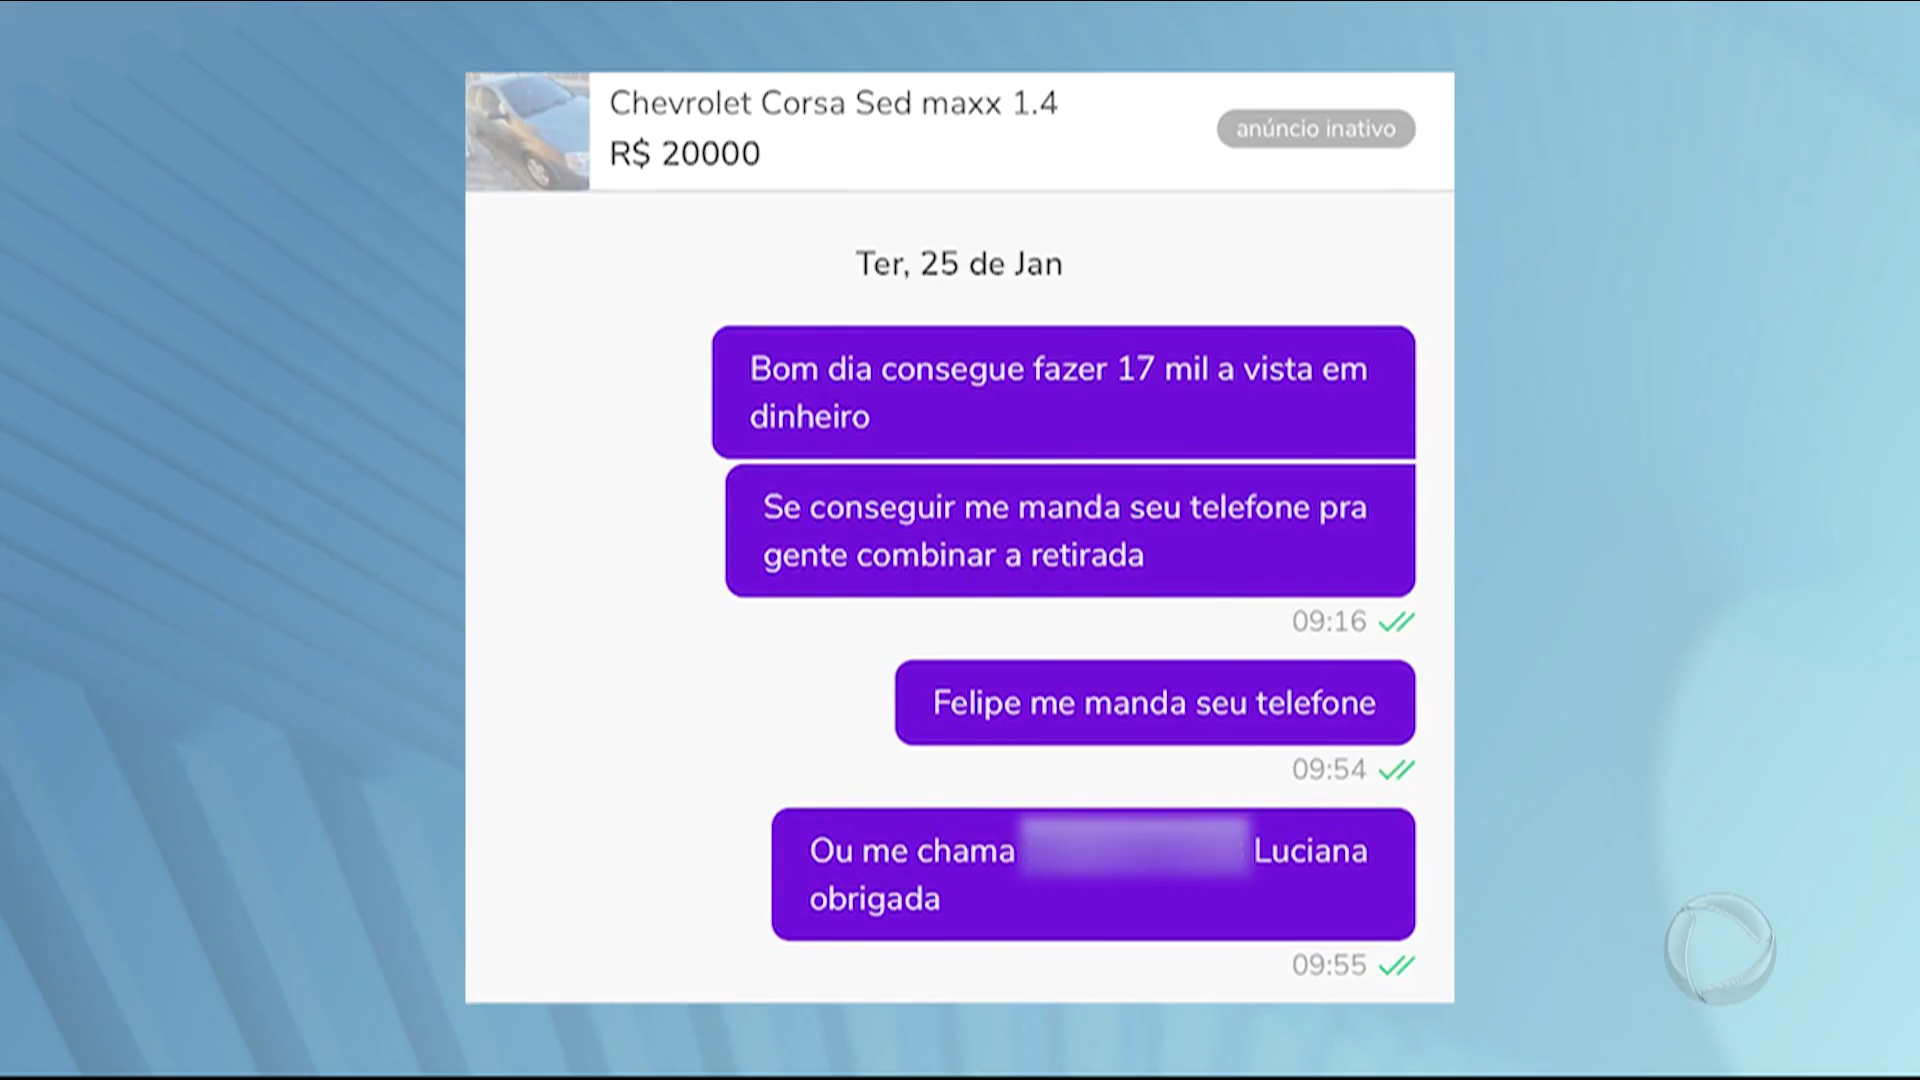 Chevrolet Corsa Sed maxx 1.4
R$ 20000
anúncio inativo
Ter, 25 de Jan
Bom dia consegue fazer 17 mil a vista em
dinheiro
Se conseguir me manda seu telefone pra
gente combinar a retirada
09:16
Felipe me manda seu telefone
09:54
Ou me chama Luciana
obrigada
09:55